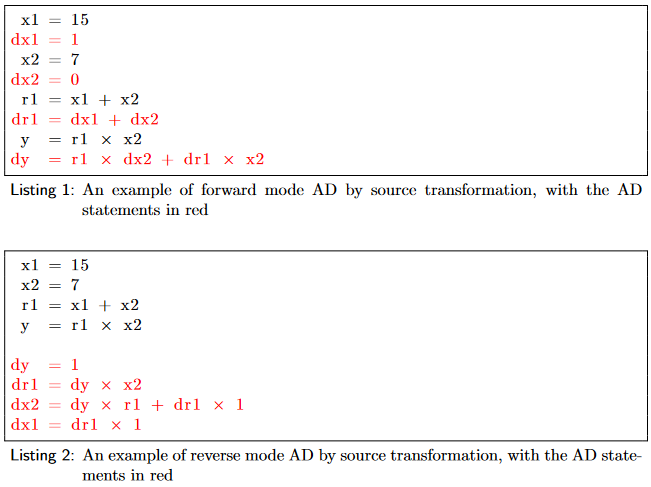 x1 = 15
dx1 = 1
x2 = 7
dx2 = 0
r1 = x1 + x2
dr1 = dx1 + dx2
y = r1 × x2
dy = r1 × dx2 + dr1 × x2
Listing 1: An example of forward mode AD by source transformation, with the AD
statements in red
x1 = 15
x2 = 7
r1 = x1 + x2
y = r1 × x2
dy = 1
dr1 = dy × x2
dx2 = dy × r1 + dr1 × 1
dx1 = dr1 × 1
Listing 2: An example of reverse mode AD by source transformation, with the AD state-
ments in red